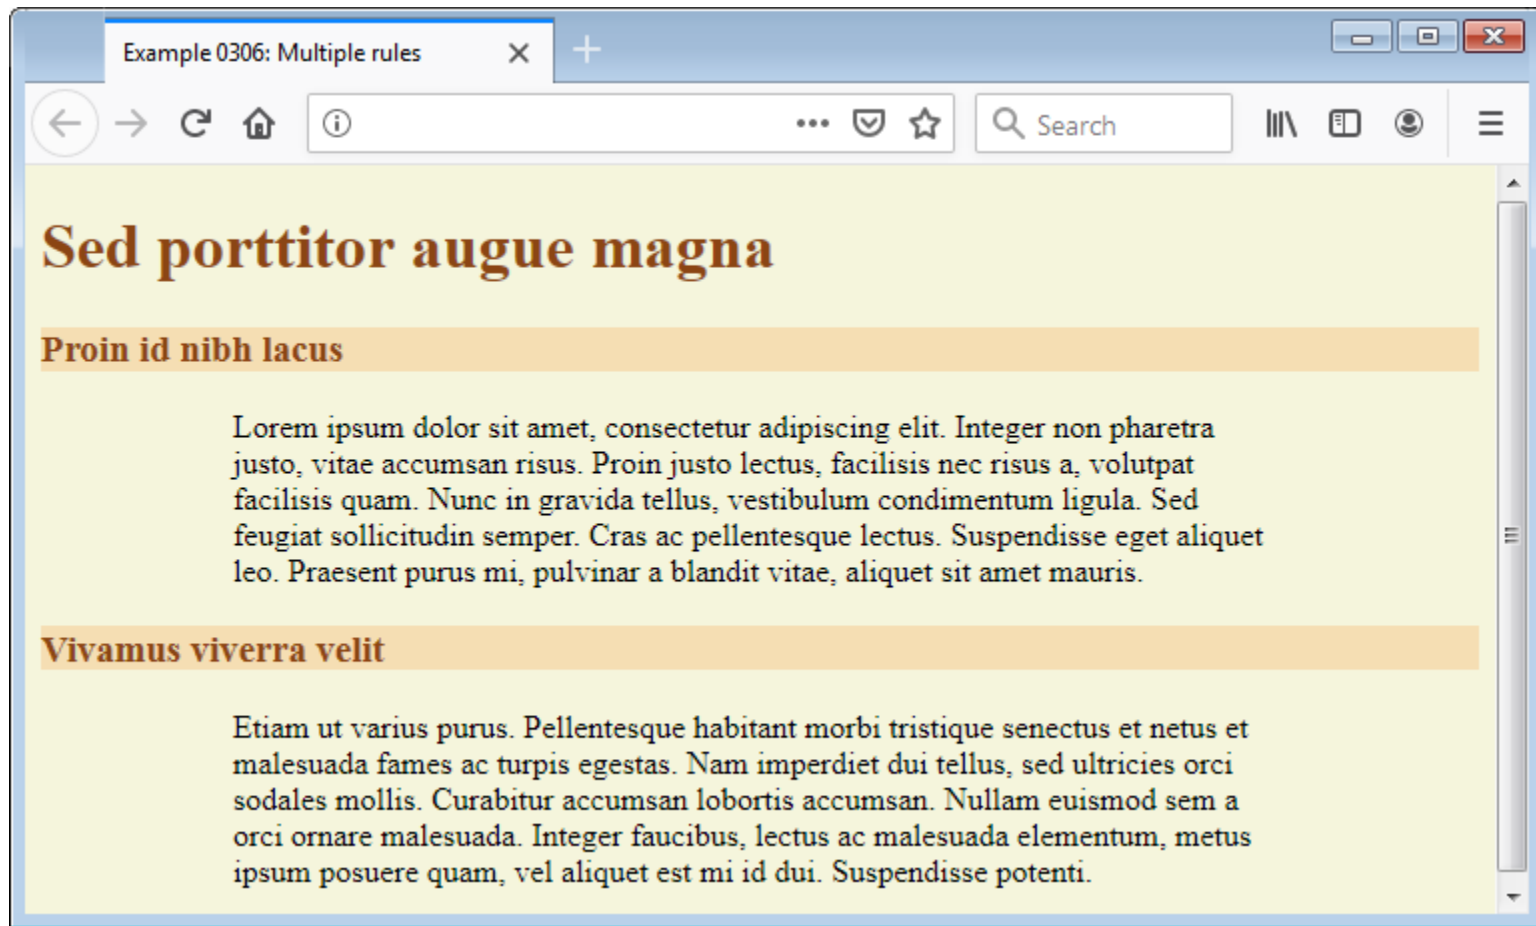 Example 0306: Multiple rules
Search
Sed porttitor augue magna
Proin id nibh lacus
Lorem ipsum dolor sit amet, consectetur adipiscing elit. Integer non pharetra
justo, vitae accumsan risus. Proin justo lectus, facilisis nec risus a, volutpat
facilisis quam. Nunc in gravida tellus, vestibulum condimentum ligula. Sed
feugiat sollicitudin semper. Cras ac pellentesque lectus. Suspendisse eget aliquet
leo. Praesent purus mi, pulvinar a blandit vitae, aliquet sit amet mauris.
Vivamus viverra velit
Etiam ut varius purus. Pellentesque habitant morbi tristique senectus et netus et
malesuada fames ac turpis egestas. Nam imperdiet dui tellus, sed ultricies orci
sodales mollis. Curabitur accumsan lobortis accumsan. Nullam euismod sem a
orci ornare malesuada. Integer faucibus, lectus ac malesuada elementum, metus
ipsum posuere quam, vel aliquet est mi id dui. Suspendisse potenti.